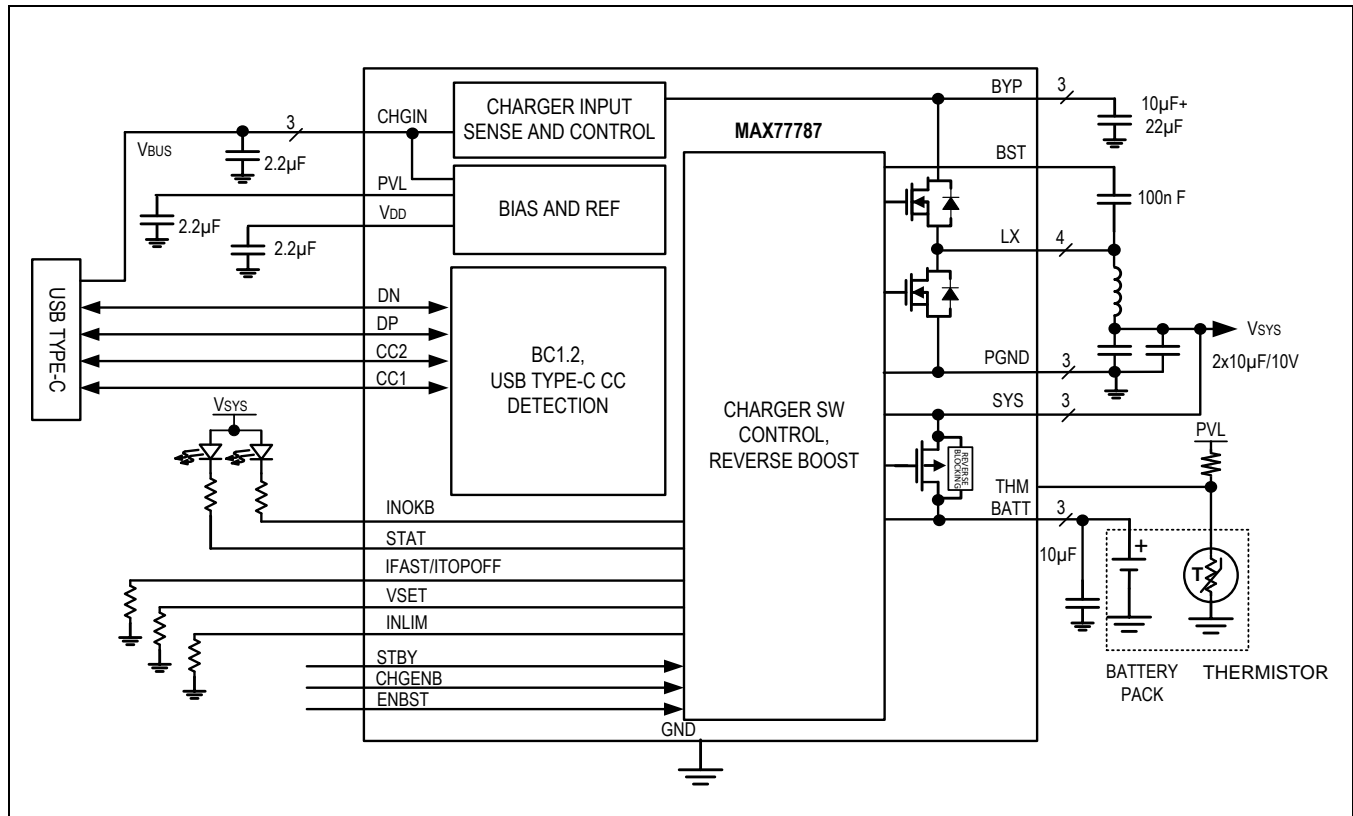 CHARGER INPUT
SENSE AND CONTROL
MAX77787
BYP
3
10µF+
22µF
CHGIN
3
VBUS
2.2µF
BST
100n F
PVL
BIAS AND REF
2.2µF
VDD
2.2µF
LX
4
USB TYPE-C
DN
DP
CC2
CC1
BC1.2,
USB TYPE-C CC
DETECTION
VSYS
2x10µF/10V
PGND
3
SYS
3
CHARGER SW
CONTROL,
REVERSE BOOST
REVERSE
BLOCKING
PVL
THM
BATT
3
10µF
+
T
BATTERY
PACK
THERMISTOR
VSYS
INOKB
STAT
IFAST/ITOPOFF
VSET
INLIM
STBY
CHGENB
ENBST
GND